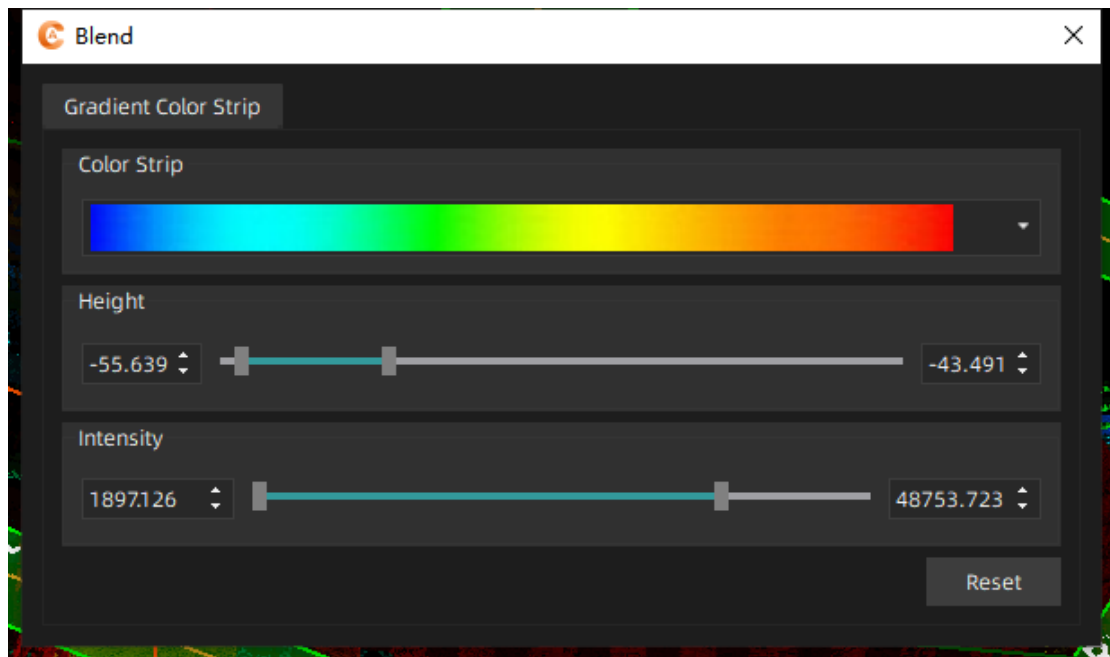 Blend
Gradient Color Strip
Color Strip
Height
-55.639
-43.491
Intensity
1897.126
48753.723
Reset